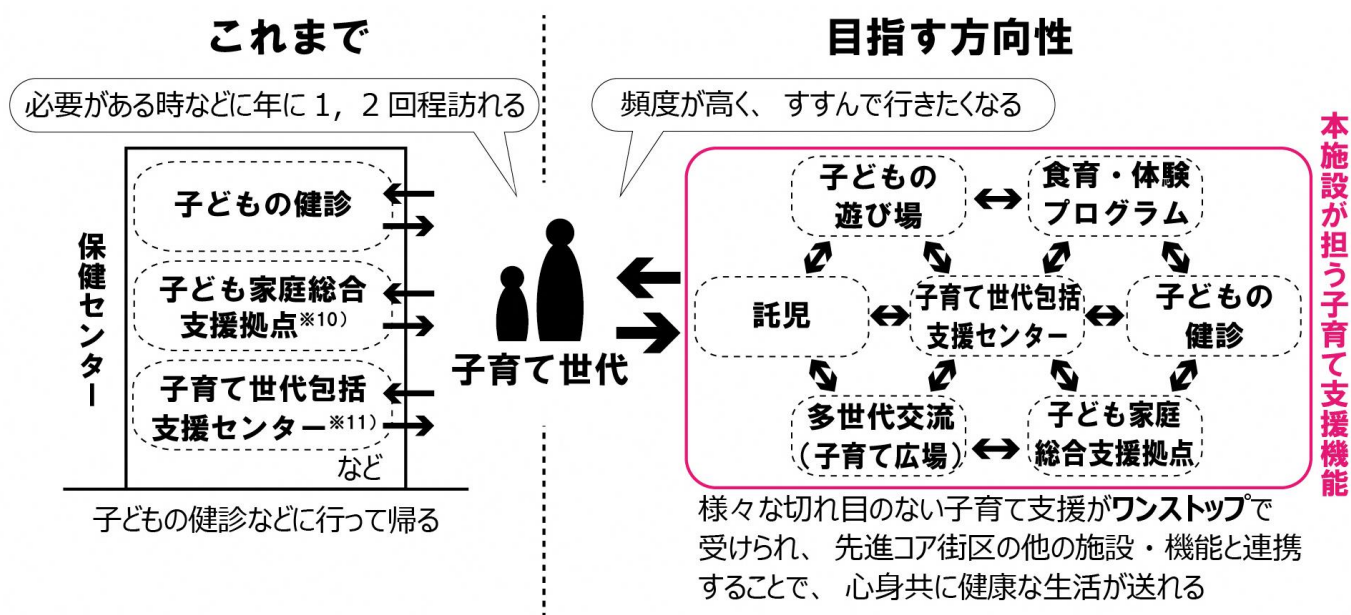 これまで
必要がある時などに年に1,2回程訪れる
保健センター
子どもの健診
子ども家庭総合
支援拠点※10)
子育て世代包括
支援センター※11)
など
子どもの健診などに行って帰る
子育て世代
目指す方向性
頻度が高く、すすんで行きたくなる
子どもの
遊び場
食育・体験
プログラム
託児
子育て世代包括
支援センター
子どもの
健診
多世代交流
(子育て広場)
子ども家庭
総合支援拠点
本施設が担う子育て支援機能
様々な切れ目のない子育て支援がワンストップで
受けられ、先進コア街区の他の施設・機能と連携
することで、心身共に健康な生活が送れる